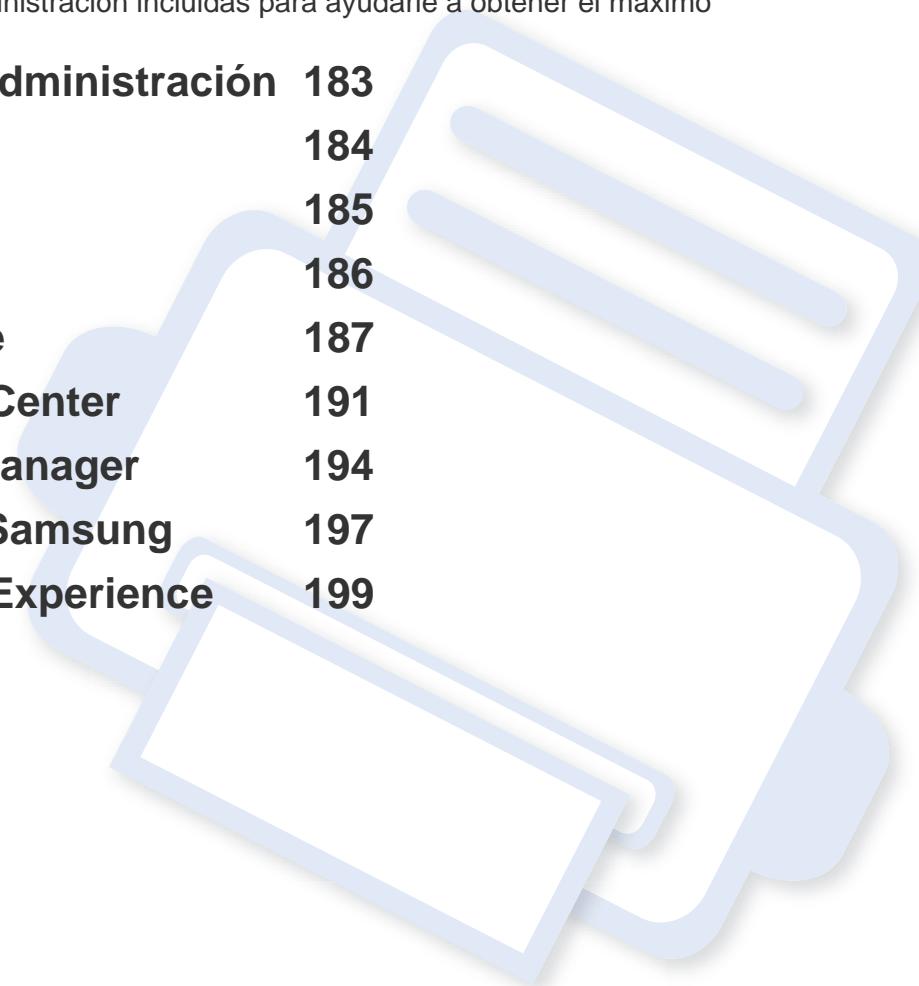 ministración incluidas para ayudarle a obtener el máximo
dministración 183
184
185
186
e 187
Center 191
anager 194
Samsung 197
Experience 199